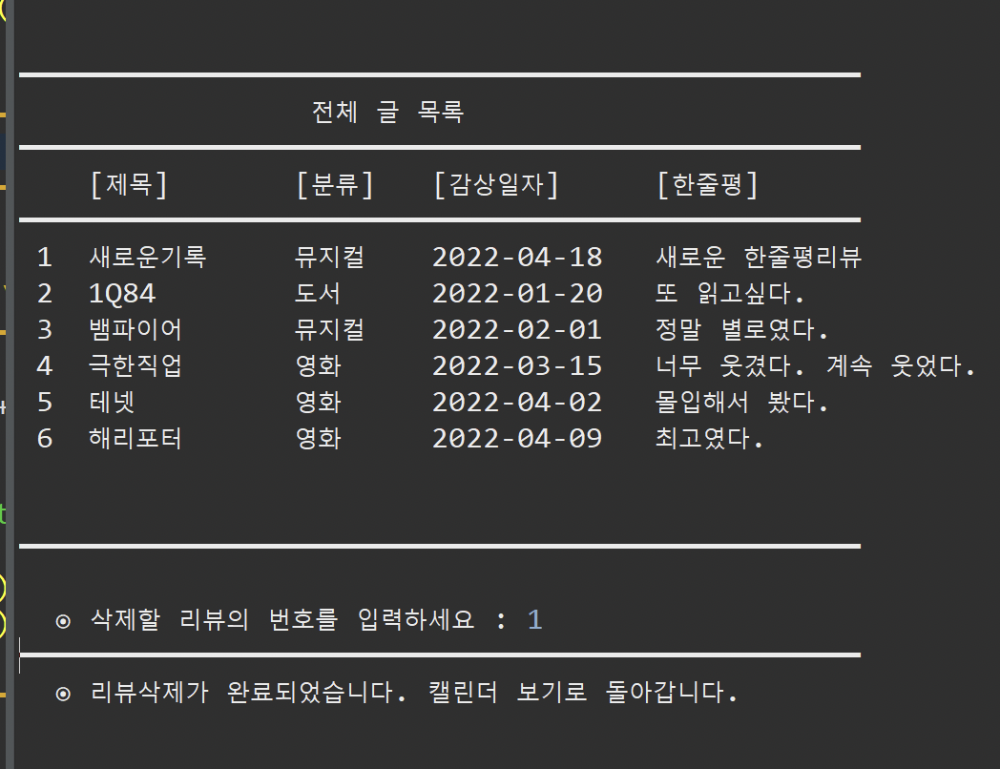 전체 글 목록
[제목] [분류] [감상일자] [한줄평]
1 새로운기록 뮤지컬 2022-04-18 새로운 한줄평리뷰
2 1Q84 도서 2022-01-20 또 읽고싶다.
3 뱀파이어 뮤지컬 2022-02-01 정말 별로였다.
4 극한직업 영화 2022-03-15 너무 웃겼다. 계속 웃었다.
5 테넷 영화 2022-04-02 몰입해서 봤다.
6 해리포터 영화 2022-04-09 최고였다.
⊙ 삭제할 리뷰의 번호를 입력하세요 : 1
⊙ 리뷰삭제가 완료되었습니다. 캘린더 보기로 돌아갑니다.